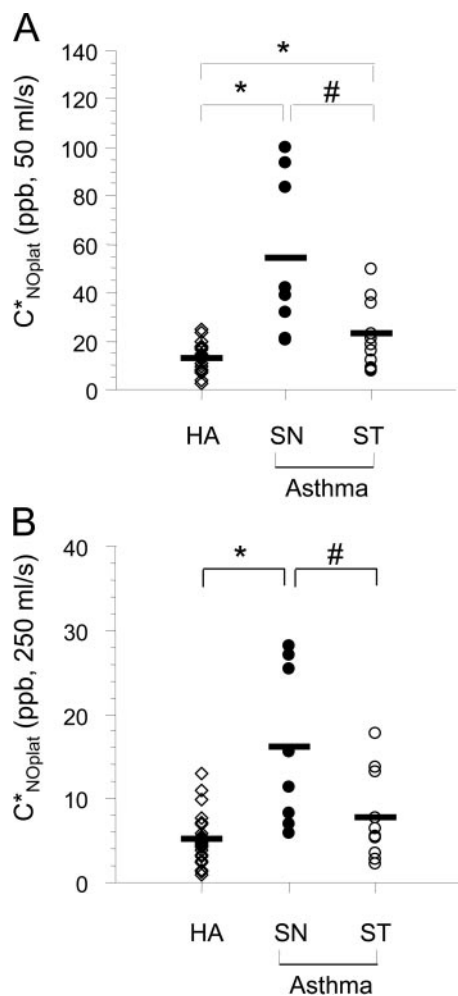 A
*
* #
140
120
100
80
60
40
20
0
C*NOplat (ppb, 50 ml/s)
HA SN ST
Asthma
B
* #
40
30
20
10
0
C*NOplat (ppb, 250 ml/s)
HA SN ST
Asthma